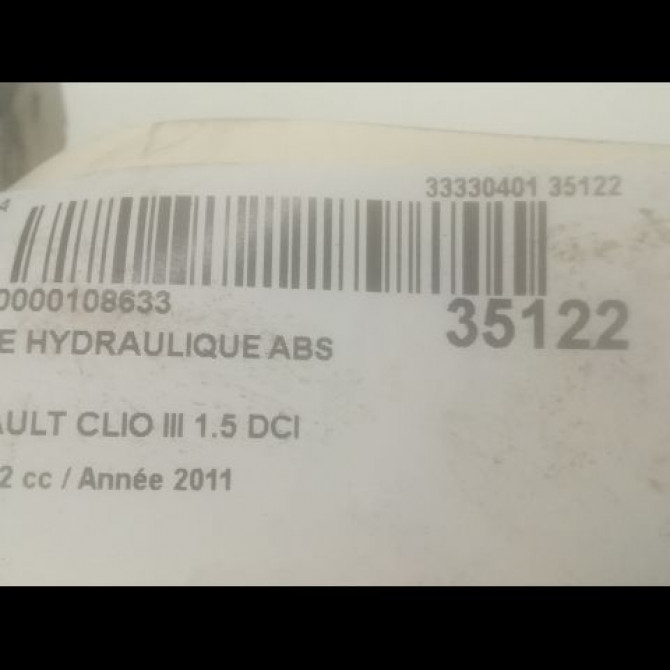 33330401 35122
0000108633
35122
E HYDRAULIQUE ABS
AULT CLIO III 1.5 DCI
2 cc / Année 2011